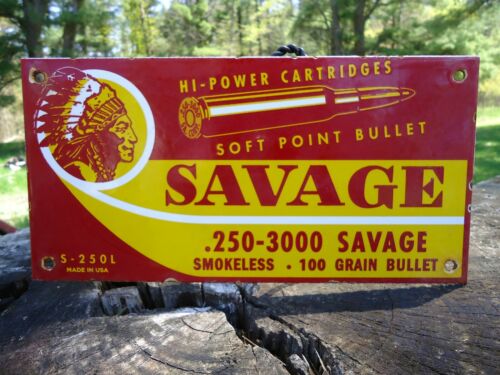 HI-POWER CARTRIDGES
SOFT POINT BULLET
SAVAGE
.250-3000 SAVAGE
SMOKELESS . 100 GRAIN BULLET
S-250L
MADE IN USA